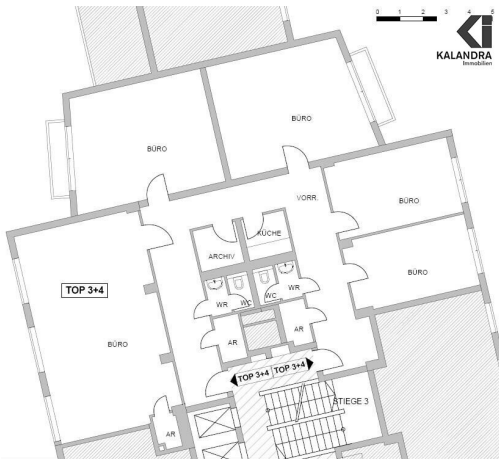 0 1 2 3 4 5
KALANDRA
Immobilien
BÜRO
BÜRO
VORR.
BÜRO
KÜCHE
ARCHIV
BÜRO
TOP 3+4
WR
WC
WC
WR
AR
AR
BÜRO
TOP 3+4
TOP 3+4
STIEGE 3
AR